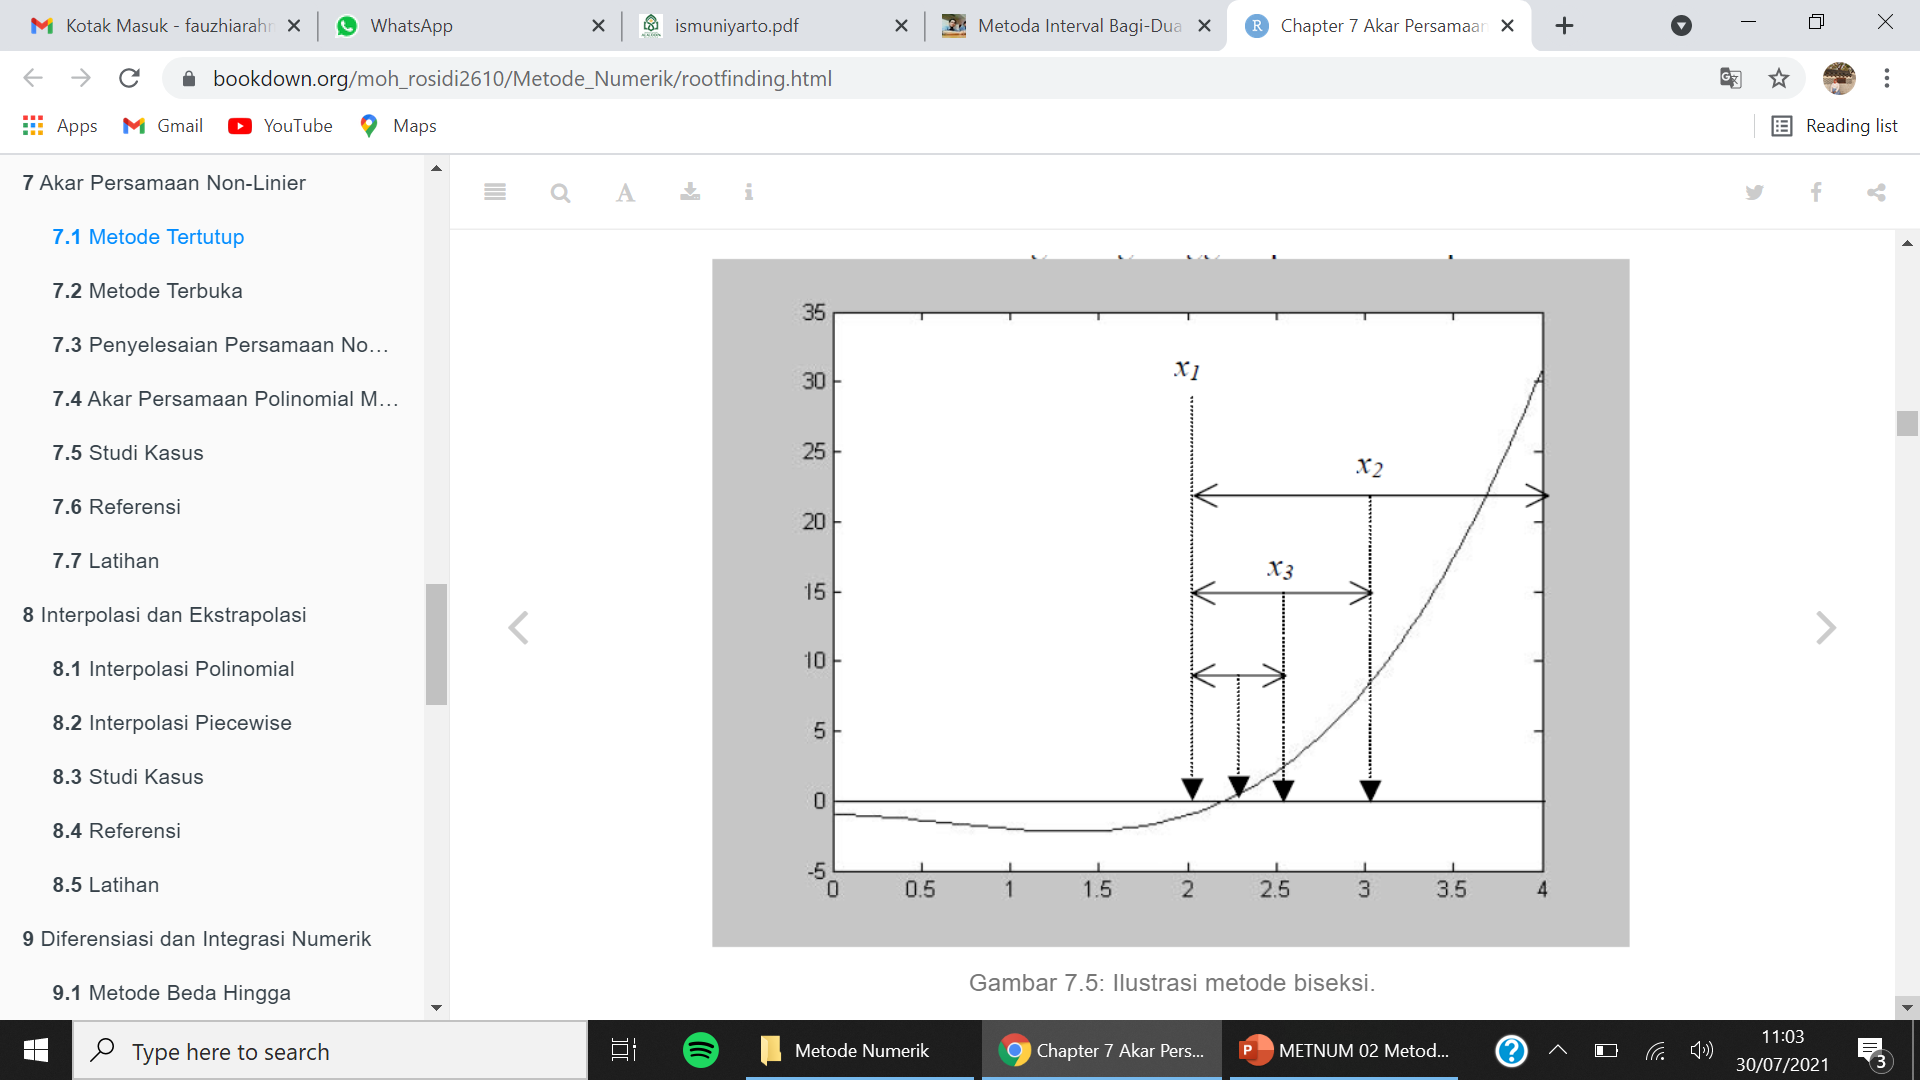 Kotak Masuk - fauzhiarahn
WhatsApp
ismuniyarto.pdf
Metoda Interval Bagi-Dua
Chapter 7 Akar Persamaan
bookdown.org/moh_rosidi2610/Metode_Numerik/rootfinding.html
Apps
Gmail
YouTube
Maps
Reading list
7 Akar Persamaan Non-Linier
7.1 Metode Tertutup
7.2 Metode Terbuka
7.3 Penyelesaian Persamaan No…
7.4 Akar Persamaan Polinomial M…
7.5 Studi Kasus
7.6 Referensi
7.7 Latihan
8 Interpolasi dan Ekstrapolasi
8.1 Interpolasi Polinomial
8.2 Interpolasi Piecewise
8.3 Studi Kasus
8.4 Referensi
8.5 Latihan
9 Diferensiasi dan Integrasi Numerik
9.1 Metode Beda Hingga
A
i
35
30
25
20
15
10
5
0
-5
0 0.5 1 1.5 2 2.5 3 3.5 4
x1
x2
x3
Gambar 7.5: Ilustrasi metode biseksi.
Type here to search
Metode Numerik
Chapter 7 Akar Pers...
METNUM 02 Metod...
11:03
30/07/2021
3